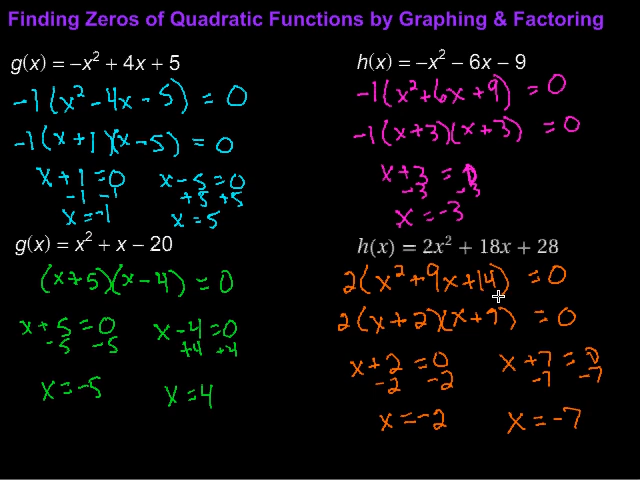 Finding Zeros of Quadratic Functions by Graphing & Factoring
g(x) = −x² + 4x + 5
-1(x² - 4x - 5) = 0
-1(x + 1)(x - 5) = 0
x + 1 = 0
-1 -1
x = -1
x - 5 = 0
+5 +5
x = 5
h(x) = −x² − 6x − 9
-1(x² + 6x + 9) = 0
-1(x + 3)(x + 3) = 0
x + 3 = 0
-3 -3
x = -3
g(x) = x² + x − 20
(x + 5)(x - 4) = 0
x + 5 = 0
-5 -5
x = -5
x - 4 = 0
+4 +4
x = 4
h(x) = 2x² + 18x + 28
2(x² + 9x + 14) = 0
2(x + 2)(x + 7) = 0
x + 2 = 0
-2 -2
x = -2
x + 7 = 0
-7 -7
x = -7